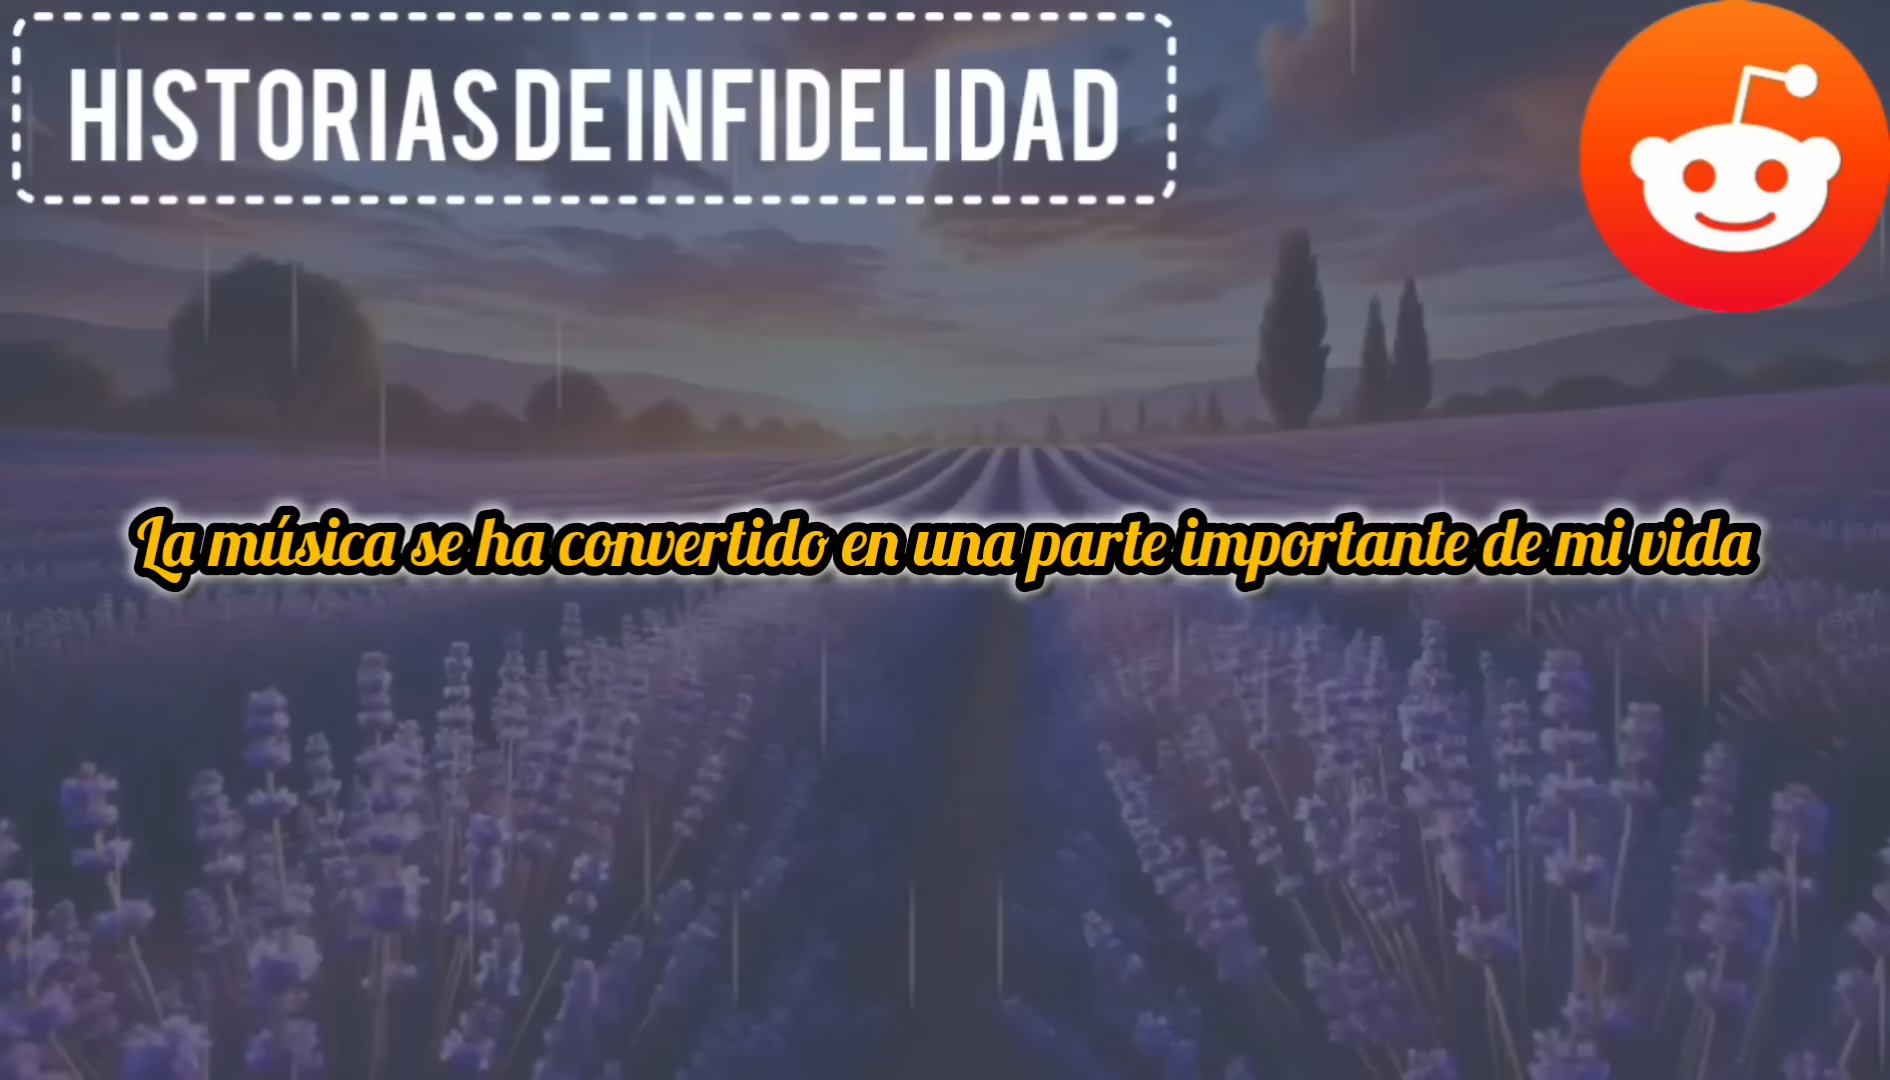 HISTORIAS DE INFIDELIDAD
La música se ha convertido en una parte importante de mi vida